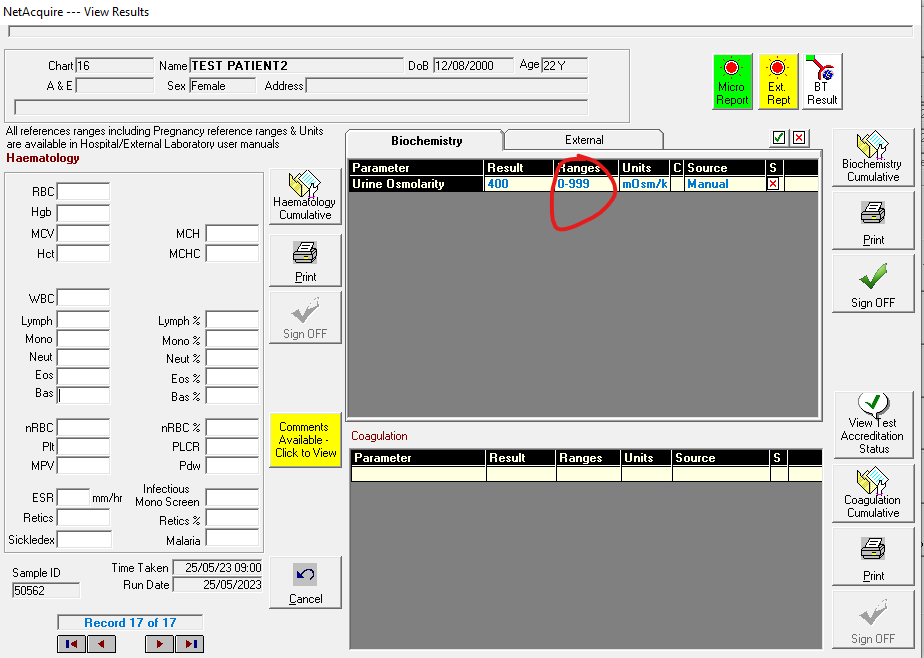 NetAcquire --- View Results
Chart 16 Name TEST PATIENT2 DoB 12/08/2000 Age 22 Y
A & E Sex Female Address
Micro Report
Ext. Rept
BT Result
All references ranges including Pregnancy reference ranges & Units
are available in Hospital/External Laboratory user manuals
Haematology
RBC
Hgb
MCV MCH
Hct MCHC
WBC
Lymph Lymph %
Mono Mono %
Neut Neut %
Eos Eos %
Bas Bas %
nRBC nRBC %
Plt PLCR
MPV Pdw
ESR mm/hr Infectious Mono Screen
Retics Retics %
Sickledex Malaria
Sample ID
50562
Time Taken 25/05/23 09:00
Run Date 25/05/2023
Record 17 of 17
Haematology
Cumulative
Print
Sign OFF
Comments
Available -
Click to View
Cancel
Biochemistry External
Parameter Result Ranges Units C Source S
Urine Osmolarity 400 0-999 mOsm/k Manual
Coagulation
Parameter Result Ranges Units Source S
Biochemistry
Cumulative
Print
Sign OFF
View Test
Accreditation
Status
Coagulation
Cumulative
Print
Sign OFF